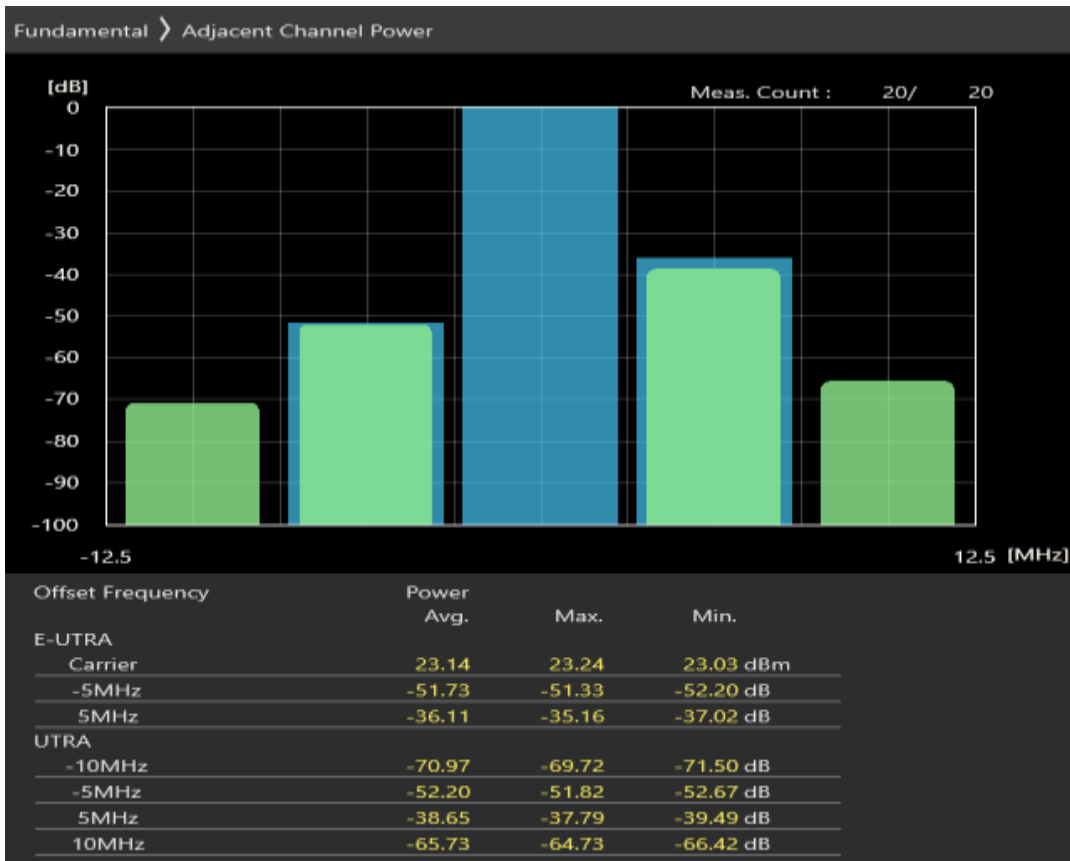 Fundamental ❯ Adjacent Channel Power
[dB]
Meas. Count : 20/ 20
0
-10
-20
-30
-40
-50
-60
-70
-80
-90
-100
-12.5 12.5 [MHz]
Offset Frequency Power
Avg. Max. Min.
E-UTRA
Carrier 23.14 23.24 23.03 dBm
-5MHz -51.73 -51.33 -52.20 dB
5MHz -36.11 -35.16 -37.02 dB
UTRA
-10MHz -70.97 -69.72 -71.50 dB
-5MHz -52.20 -51.82 -52.67 dB
5MHz -38.65 -37.79 -39.49 dB
10MHz -65.73 -64.73 -66.42 dB